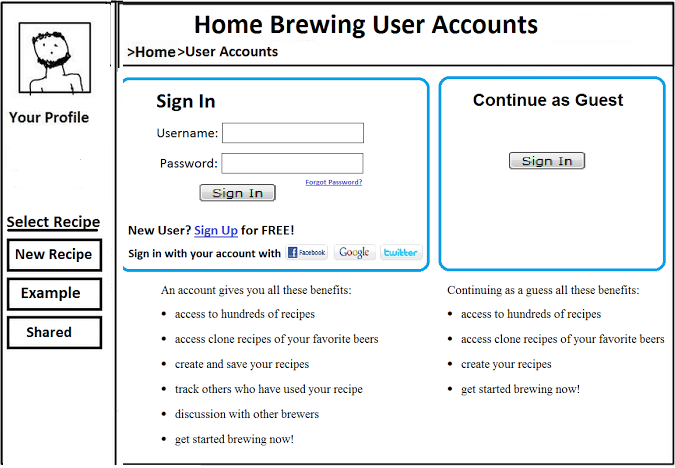 Home Brewing User Accounts
>Home >User Accounts
Your Profile
Select Recipe
New Recipe
Example
Shared
Sign In
Username:
Password:
Forgot Password?
Sign In
New User? Sign Up for FREE!
Sign in with your account with Facebook Google twitter
An account gives you all these benefits:
• access to hundreds of recipes
• access clone recipes of your favorite beers
• create and save your recipes
• track others who have used your recipe
• discussion with other brewers
• get started brewing now!
Continue as Guest
Sign In
Continuing as a guess all these benefits:
• access to hundreds of recipes
• access clone recipes of your favorite beers
• create your recipes
• get started brewing now!